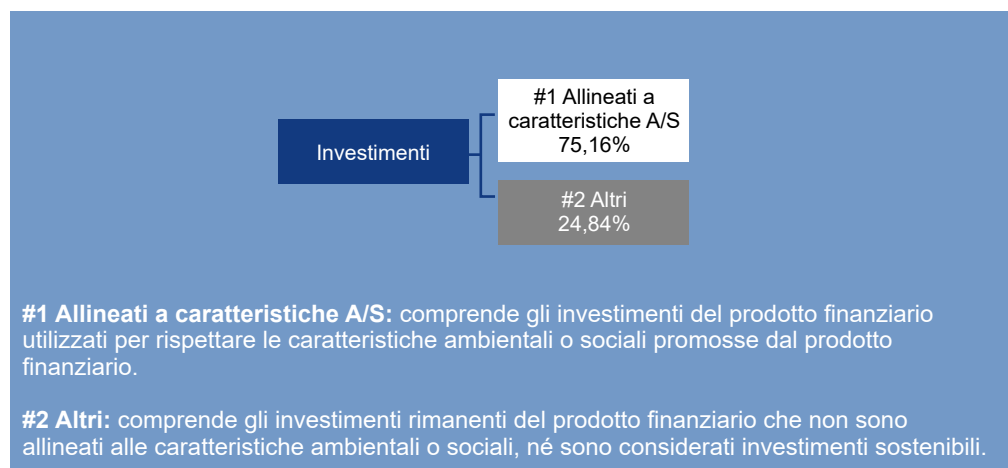 #1 Allineati a
caratteristiche A/S
75,16%
Investimenti
#2 Altri
24,84%
#1 Allineati a caratteristiche A/S: comprende gli investimenti del prodotto finanziario
utilizzati per rispettare le caratteristiche ambientali o sociali promosse dal prodotto
finanziario.
#2 Altri: comprende gli investimenti rimanenti del prodotto finanziario che non sono
allineati alle caratteristiche ambientali o sociali, né sono considerati investimenti sostenibili.